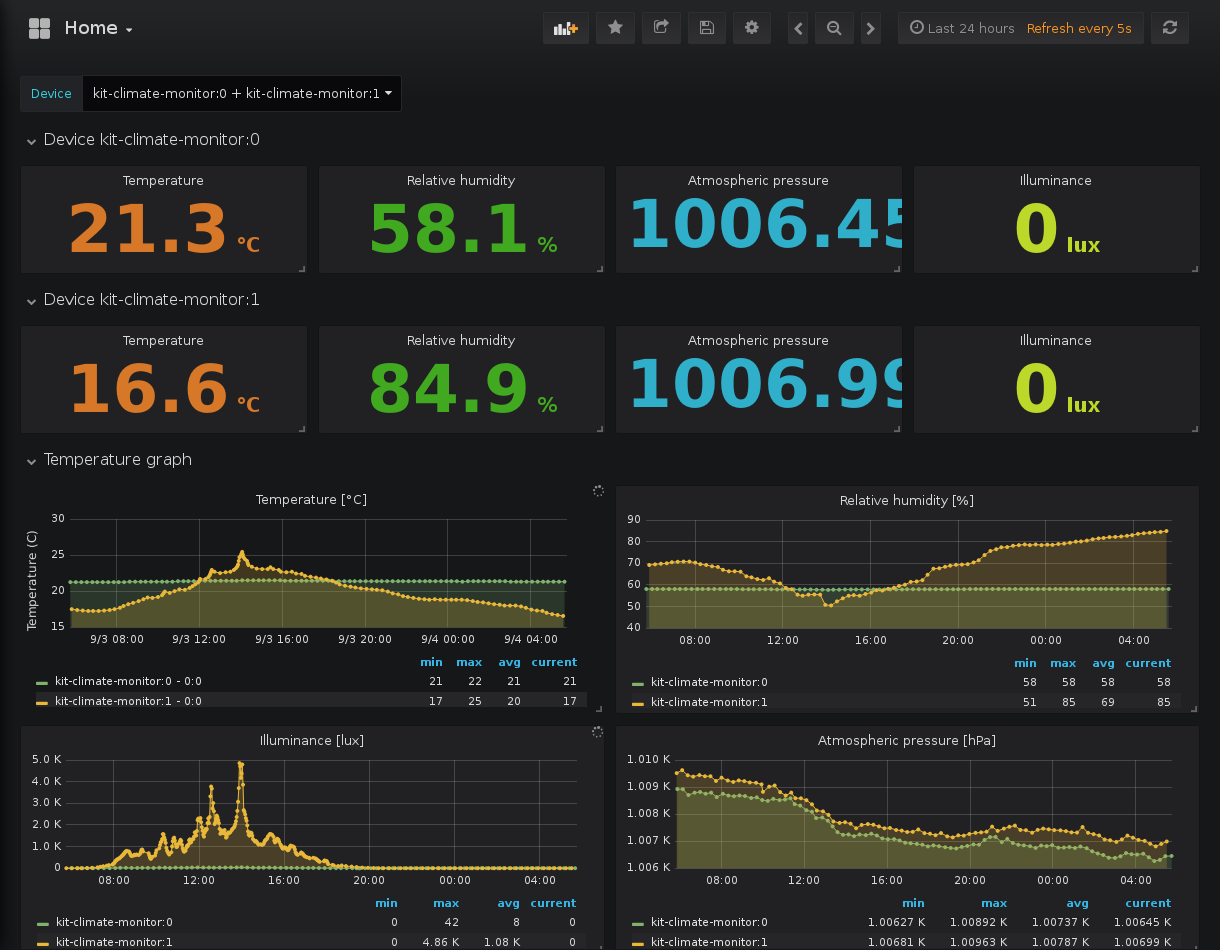 Home
Last 24 hours Refresh every 5s
Device kit-climate-monitor:0 + kit-climate-monitor:1
Device kit-climate-monitor:0
Temperature Relative humidity Atmospheric pressure Illuminance
21.3 °C 58.1 % 1006.45 0 lux
Device kit-climate-monitor:1
Temperature Relative humidity Atmospheric pressure Illuminance
16.6 °C 84.9 % 1006.99 0 lux
Temperature graph
Temperature [°C]
Temperature (C)
30
25
20
15
9/3 08:00 9/3 12:00 9/3 16:00 9/3 20:00 9/4 00:00 9/4 04:00
min max avg current
kit-climate-monitor:0 - 0:0 21 22 21 21
kit-climate-monitor:1 - 0:0 17 25 20 17
Relative humidity [%]
90
80
70
60
50
40
08:00 12:00 16:00 20:00 00:00 04:00
min max avg current
kit-climate-monitor:0 58 58 58 58
kit-climate-monitor:1 51 85 69 85
Illuminance [lux]
5.0 K
4.0 K
3.0 K
2.0 K
1.0 K
0
08:00 12:00 16:00 20:00 00:00 04:00
min max avg current
kit-climate-monitor:0 0 42 8 0
kit-climate-monitor:1 0 4.86 K 1.08 K 0
Atmospheric pressure [hPa]
1.010 K
1.009 K
1.008 K
1.007 K
1.006 K
08:00 12:00 16:00 20:00 00:00 04:00
min max avg current
kit-climate-monitor:0 1.00627 K 1.00892 K 1.00737 K 1.00645 K
kit-climate-monitor:1 1.00681 K 1.00963 K 1.00787 K 1.00699 K